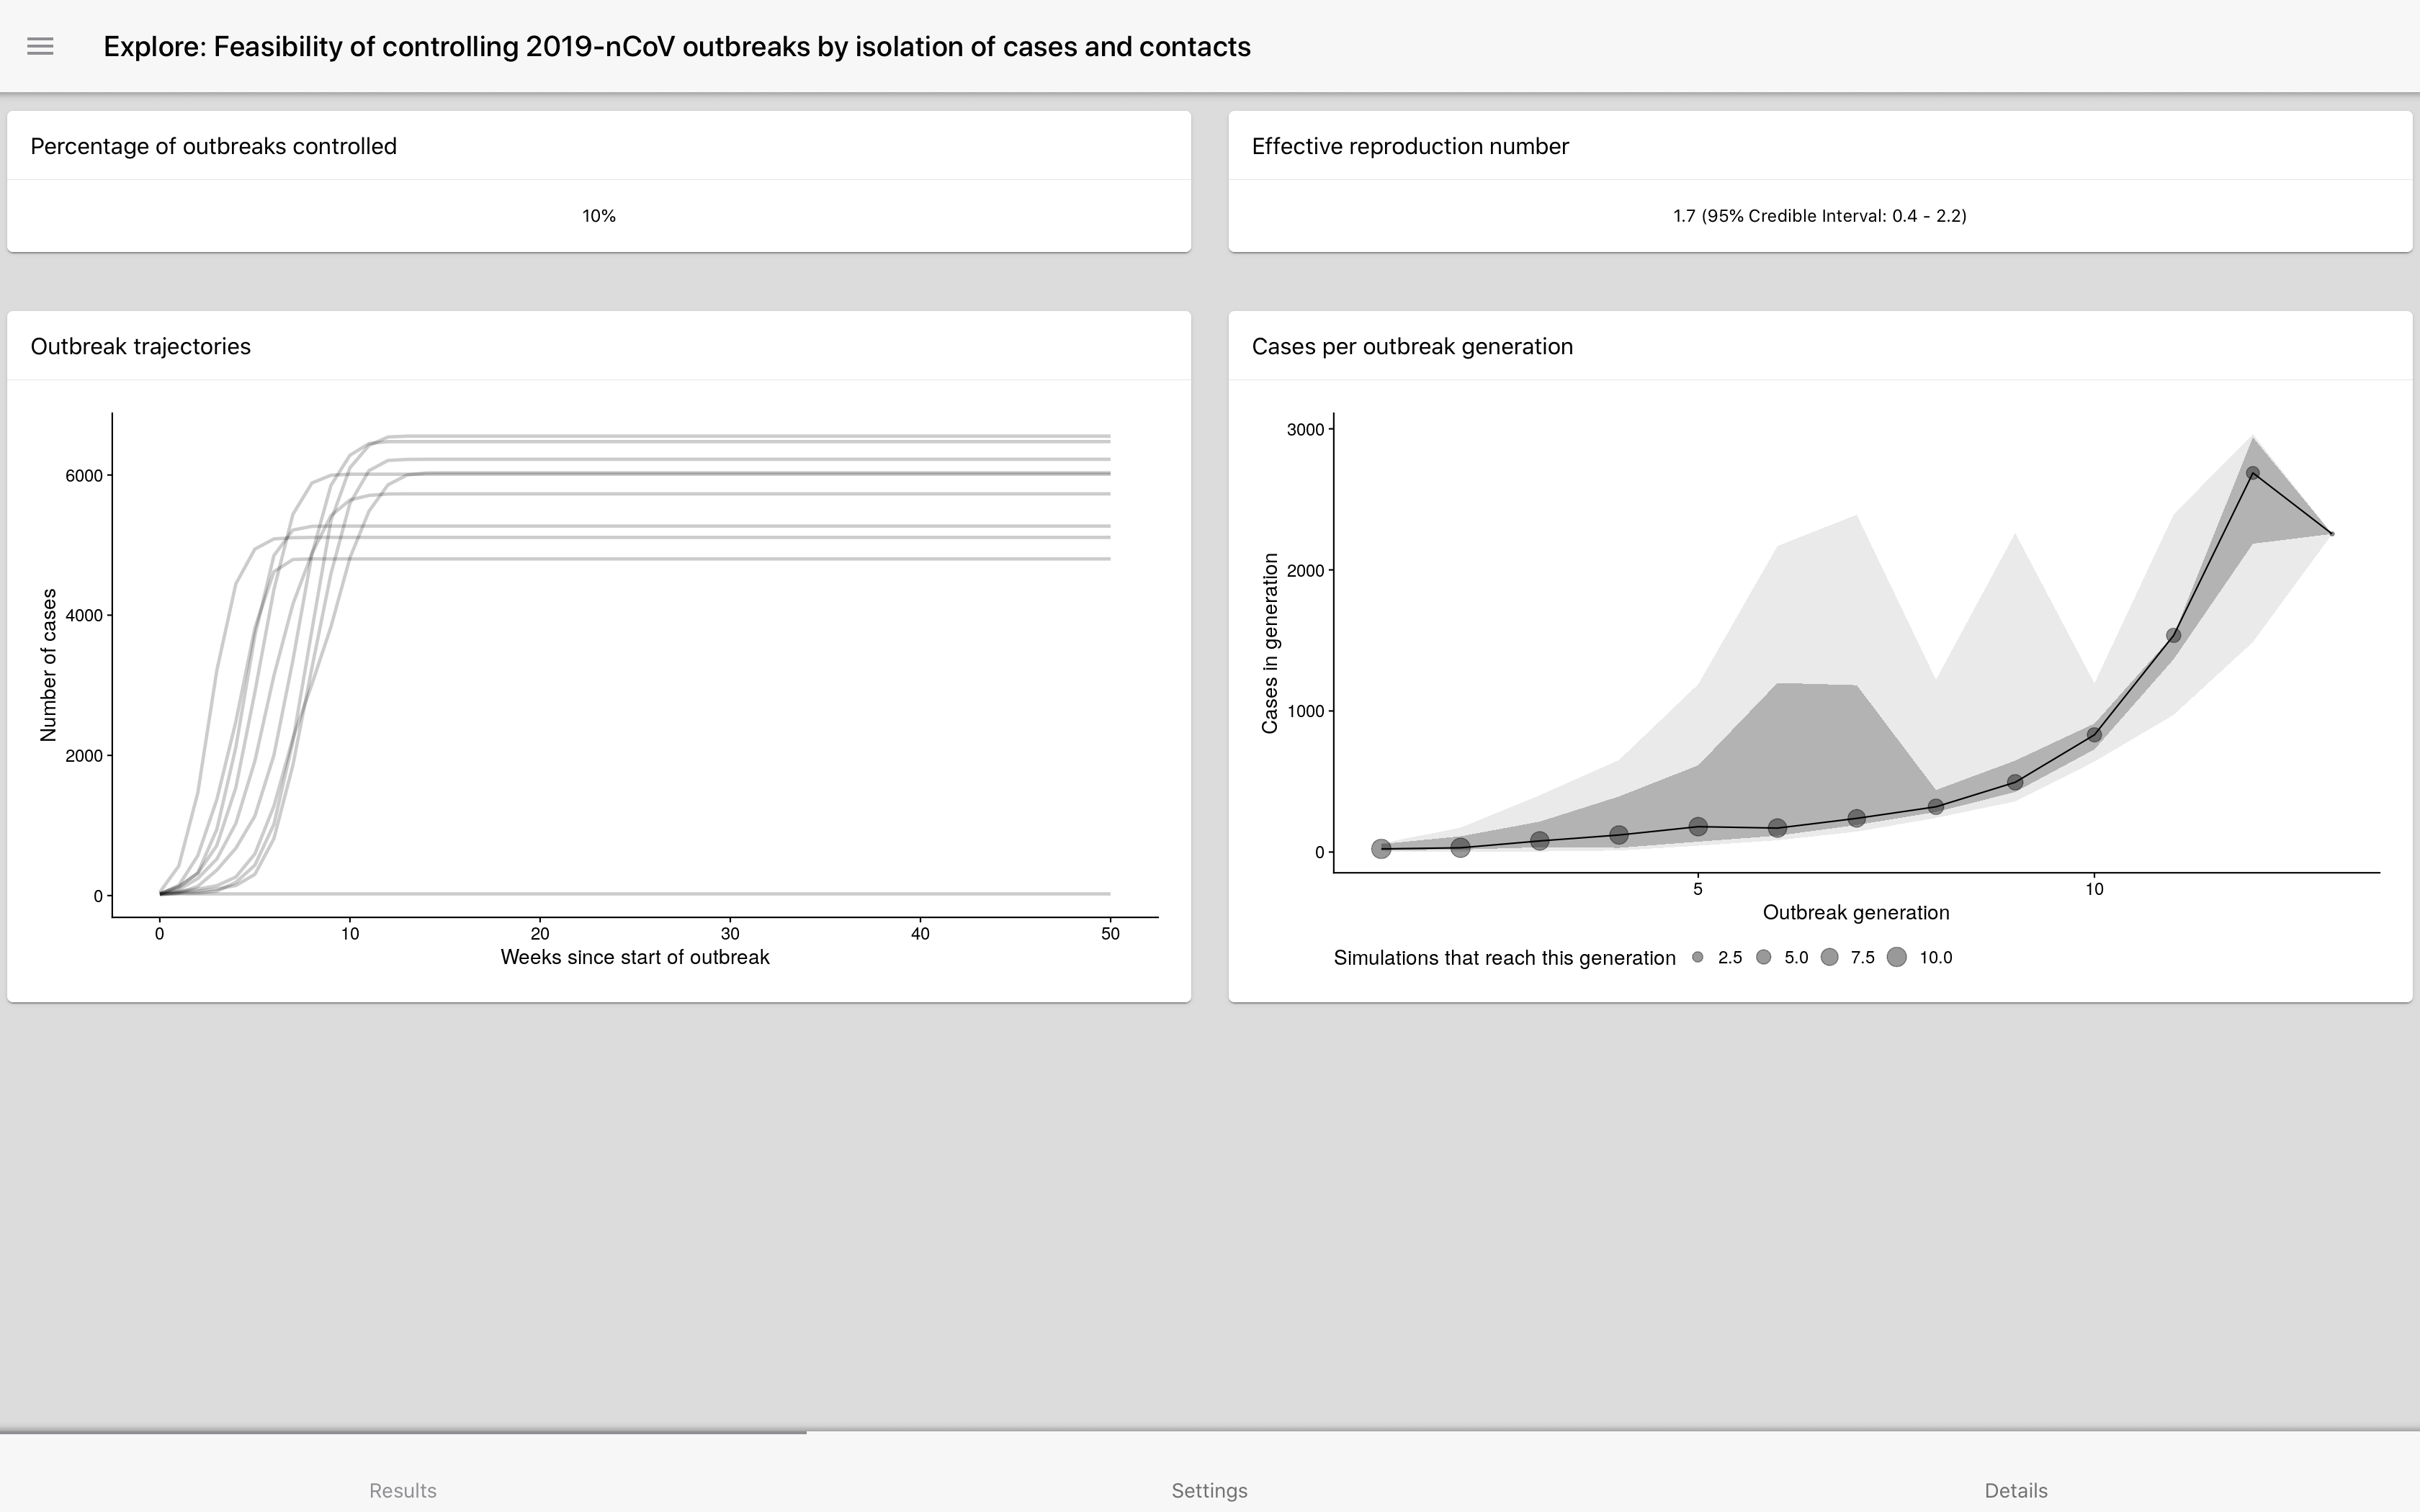 Explore: Feasibility of controlling 2019-nCoV outbreaks by isolation of cases and contacts
Percentage of outbreaks controlled
10%
Effective reproduction number
1.7 (95% Credible Interval: 0.4 - 2.2)
Outbreak trajectories
Number of cases
6000
4000
2000
0
0 10 20 30 40 50
Weeks since start of outbreak
Cases per outbreak generation
Cases in generation
3000
2000
1000
0
5 10
Outbreak generation
Simulations that reach this generation 2.5 5.0 7.5 10.0
Results Settings Details